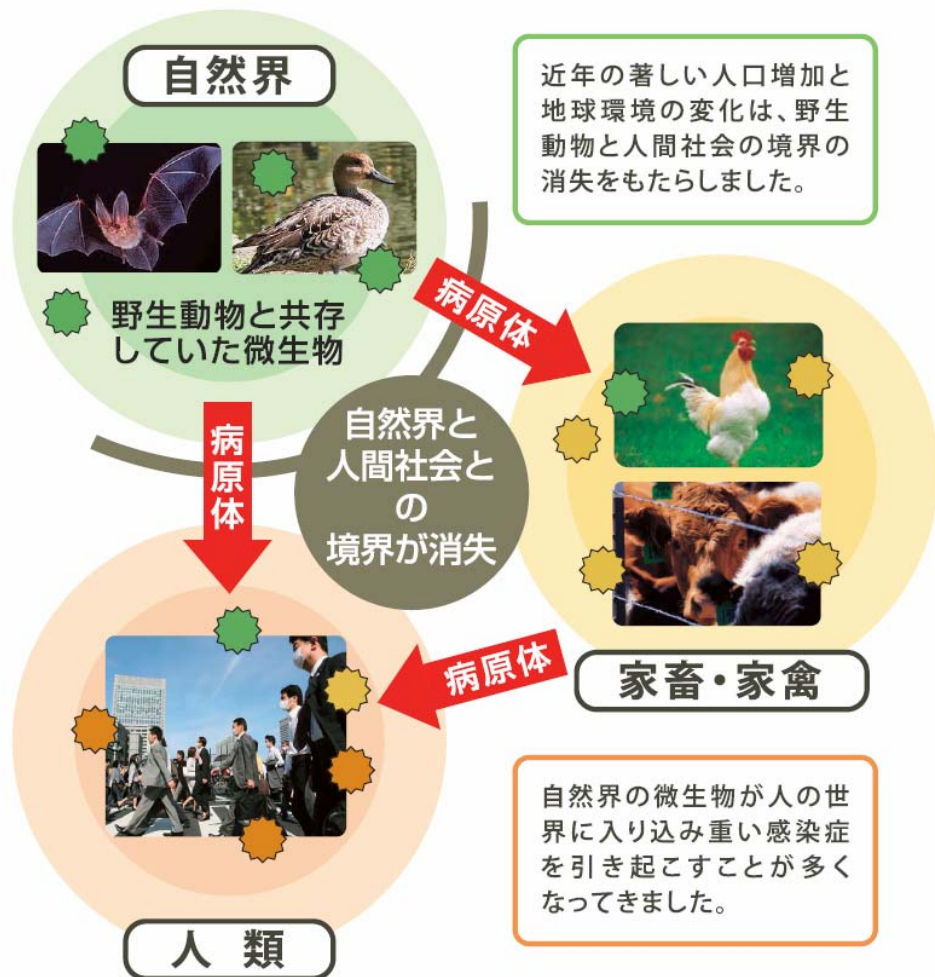 自然界
近年の著しい人口増加と
地球環境の変化は、野生
動物と人間社会の境界の
消失をもたらしました。
野生動物と共存
していた微生物
病原体
病原体
自然界と
人間社会と
の
境界が消失
病原体
家畜・家禽
自然界の微生物が人の世
界に入り込み重い感染症
を引き起こすことが多く
なってきました。
人類